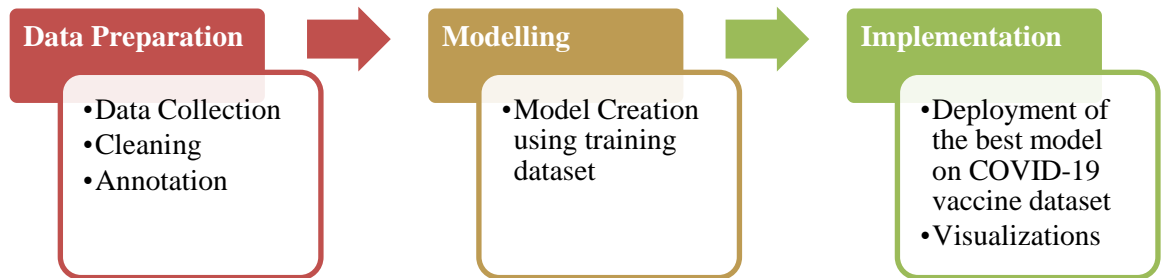 Data Preparation
•Data Collection
•Cleaning
•Annotation
Modelling
•Model Creation
using training
dataset
Implementation
•Deployment of
the best model
on COVID-19
vaccine dataset
•Visualizations